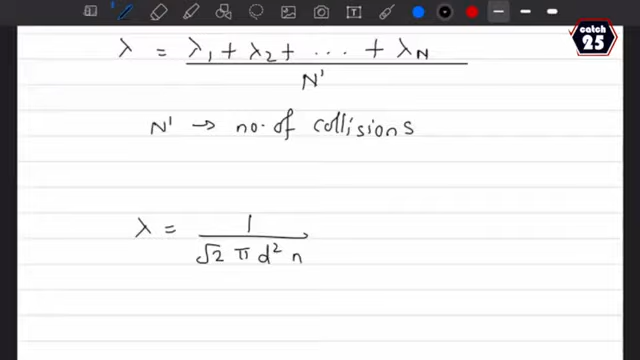 catch
25
λ = λ₁ + λ₂ + ... + λN / N'
N' → no. of collisions
λ = 1 / √2 π d² n